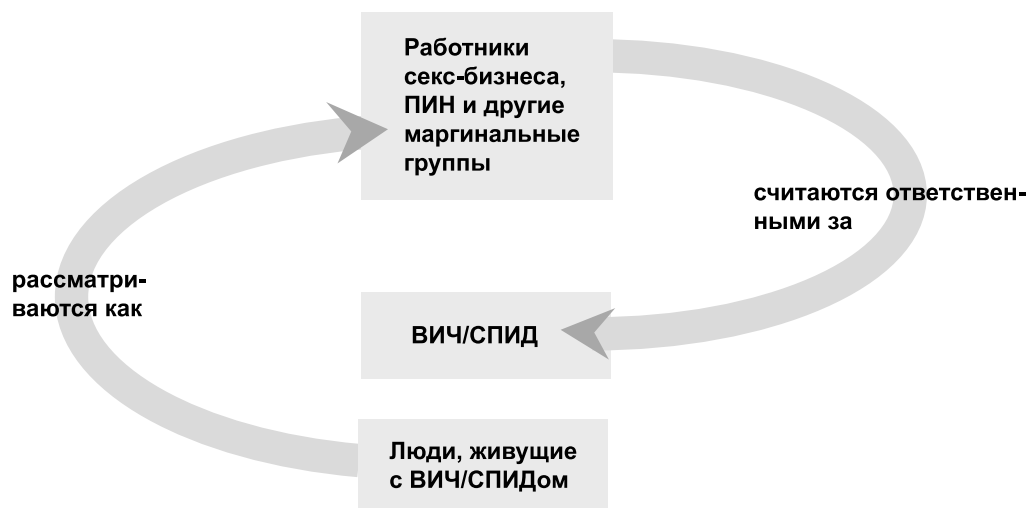 Работники
секс-бизнеса,
ПИН и другие
маргинальные
группы
считаются ответствен-
ными за
рассматри-
ваются как
ВИЧ/СПИД
Люди, живущие
с ВИЧ/СПИДом